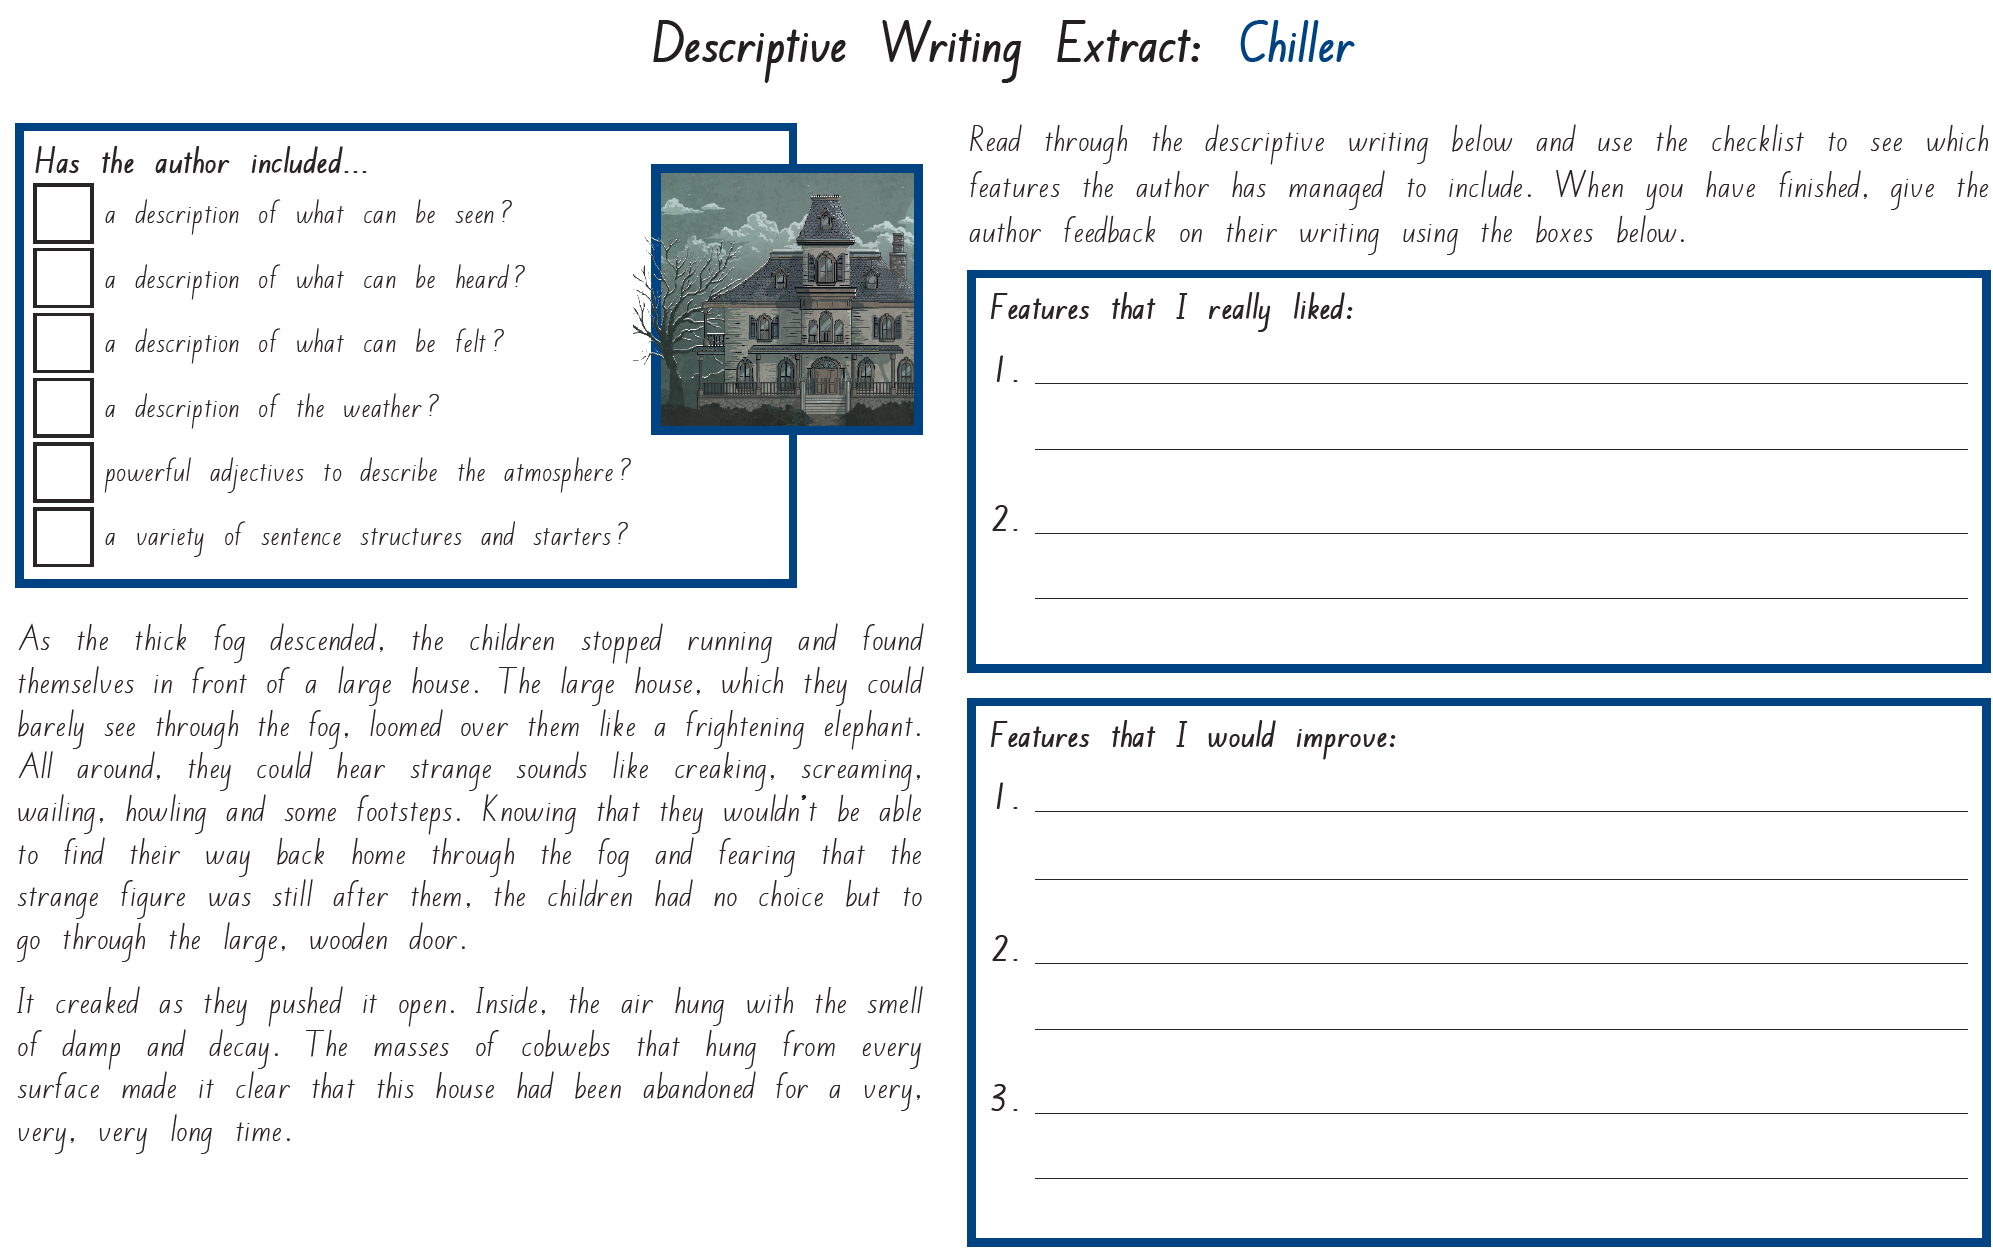 Descriptive Writing Extract: Chiller
Has the author included...
a description of what can be seen?
a description of what can be heard?
a description of what can be felt?
a description of the weather?
powerful adjectives to describe the atmosphere?
a variety of sentence structures and starters?
As the thick fog descended, the children stopped running and found
themselves in front of a large house. The large house, which they could
barely see through the fog, loomed over them like a frightening elephant.
All around, they could hear strange sounds like creaking, screaming,
wailing, howling and some footsteps. Knowing that they wouldn't be able
to find their way back home through the fog and fearing that the
strange figure was still after them, the children had no choice but to
go through the large, wooden door.
It creaked as they pushed it open. Inside, the air hung with the smell
of damp and decay. The masses of cobwebs that hung from every
surface made it clear that this house had been abandoned for a very,
very, very long time.
Read through the descriptive writing below and use the checklist to see which
features the author has managed to include. When you have finished, give the
author feedback on their writing using the boxes below.
Features that I really liked:
1.
2.
Features that I would improve:
1.
2.
3.